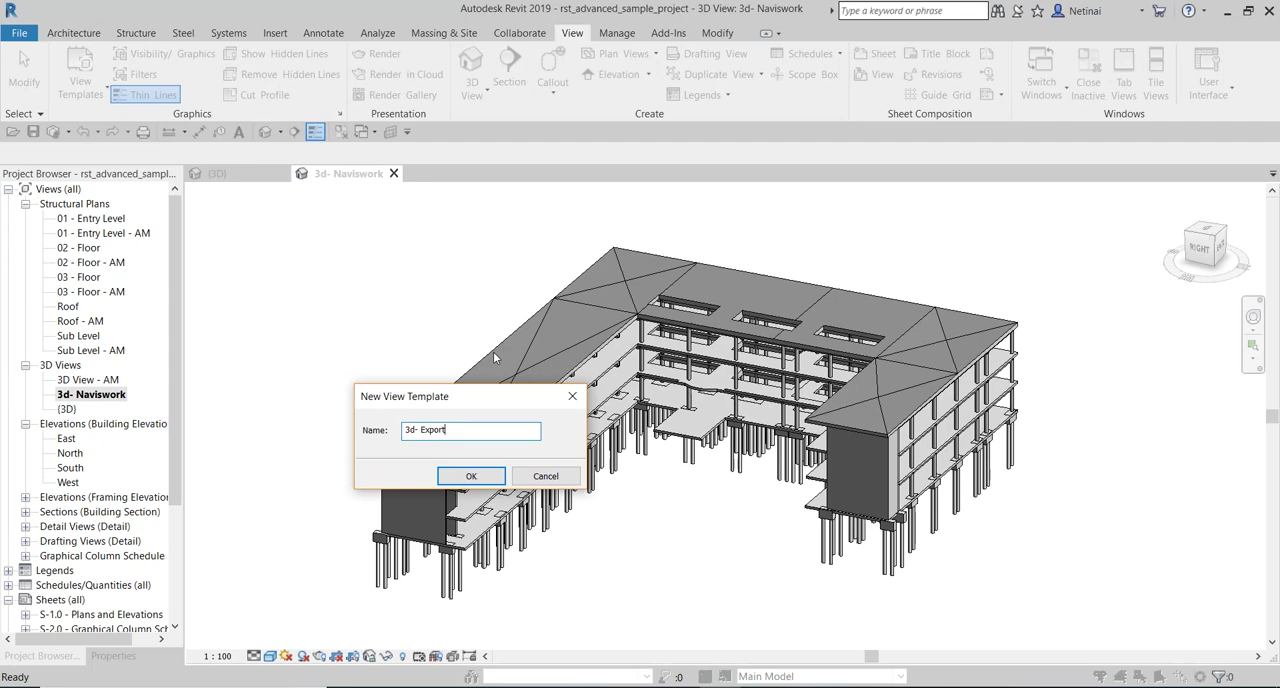 Autodesk Revit 2019 - rst_advanced_sample_project - 3D View: 3d- Naviswork
Type a keyword or phrase
Netinai
File Architecture Structure Steel Systems Insert Annotate Analyze Massing & Site Collaborate View Manage Add-Ins Modify
Modify
View Templates
Visibility/ Graphics
Filters
Thin Lines
Show Hidden Lines
Remove Hidden Lines
Cut Profile
Render
Render in Cloud
Render Gallery
3D View
Section
Callout
Plan Views
Elevation
Drafting View
Duplicate View
Legends
Schedules
Scope Box
Sheet
View
Title Block
Revisions
Guide Grid
Switch Windows
Close Inactive
Tab Views
Tile Views
User Interface
Select
Graphics
Presentation
Create
Sheet Composition
Windows
Project Browser - rst_advanced_sampl...
{3D}
3d- Naviswork
Views (all)
Structural Plans
01 - Entry Level
01 - Entry Level - AM
02 - Floor
02 - Floor - AM
03 - Floor
03 - Floor - AM
Roof
Roof - AM
Sub Level
Sub Level - AM
3D Views
3D View - AM
3d- Naviswork
{3D}
Elevations (Building Elevatio
East
North
South
West
Elevations (Framing Elevation
Sections (Building Section)
Detail Views (Detail)
Drafting Views (Detail)
Graphical Column Schedule
Legends
Schedules/Quantities (all)
Sheets (all)
S-1.0 - Plans and Elevations
S-2.0 - Graphical Column Sch
RIGHT
New View Template
Name:
3d- Export
OK
Cancel
Project Browser...
Properties
1 : 100
Ready
:0
Main Model
:0